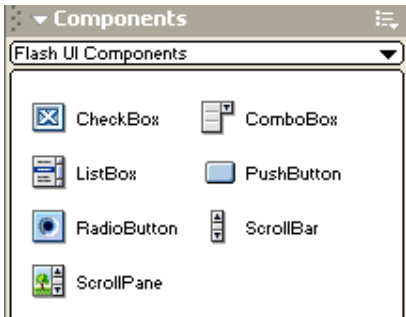 Components
Flash UI Components
CheckBox ComboBox
ListBox PushButton
RadioButton ScrollBar
ScrollPane